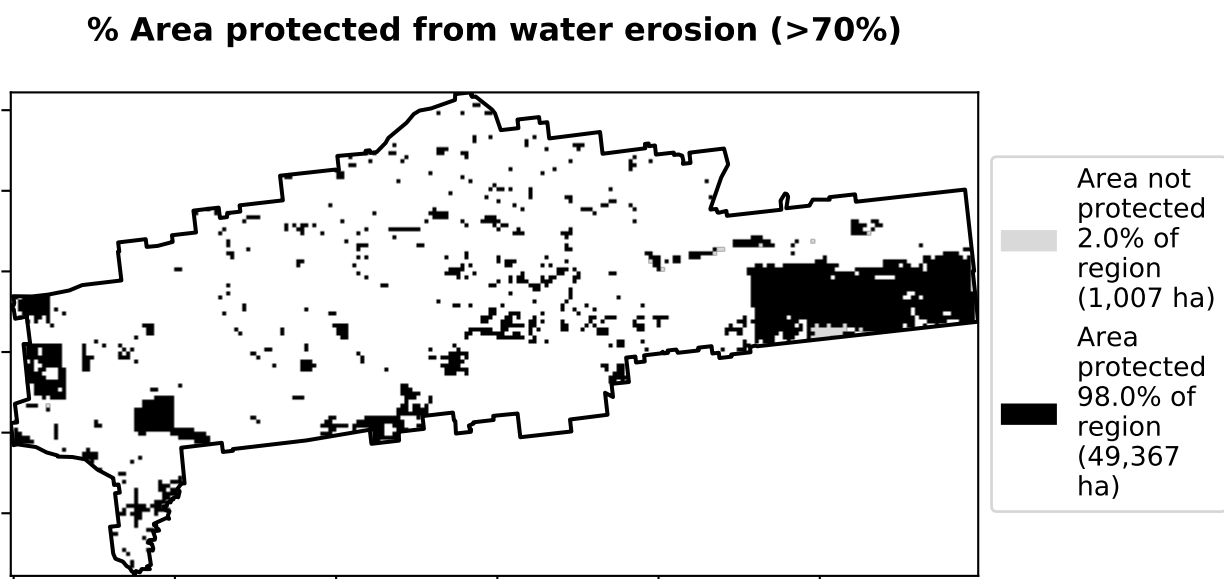 % Area protected from water erosion (>70%)
Area not
protected
2.0% of
region
(1,007 ha)
Area
protected
98.0% of
region
(49,367
ha)